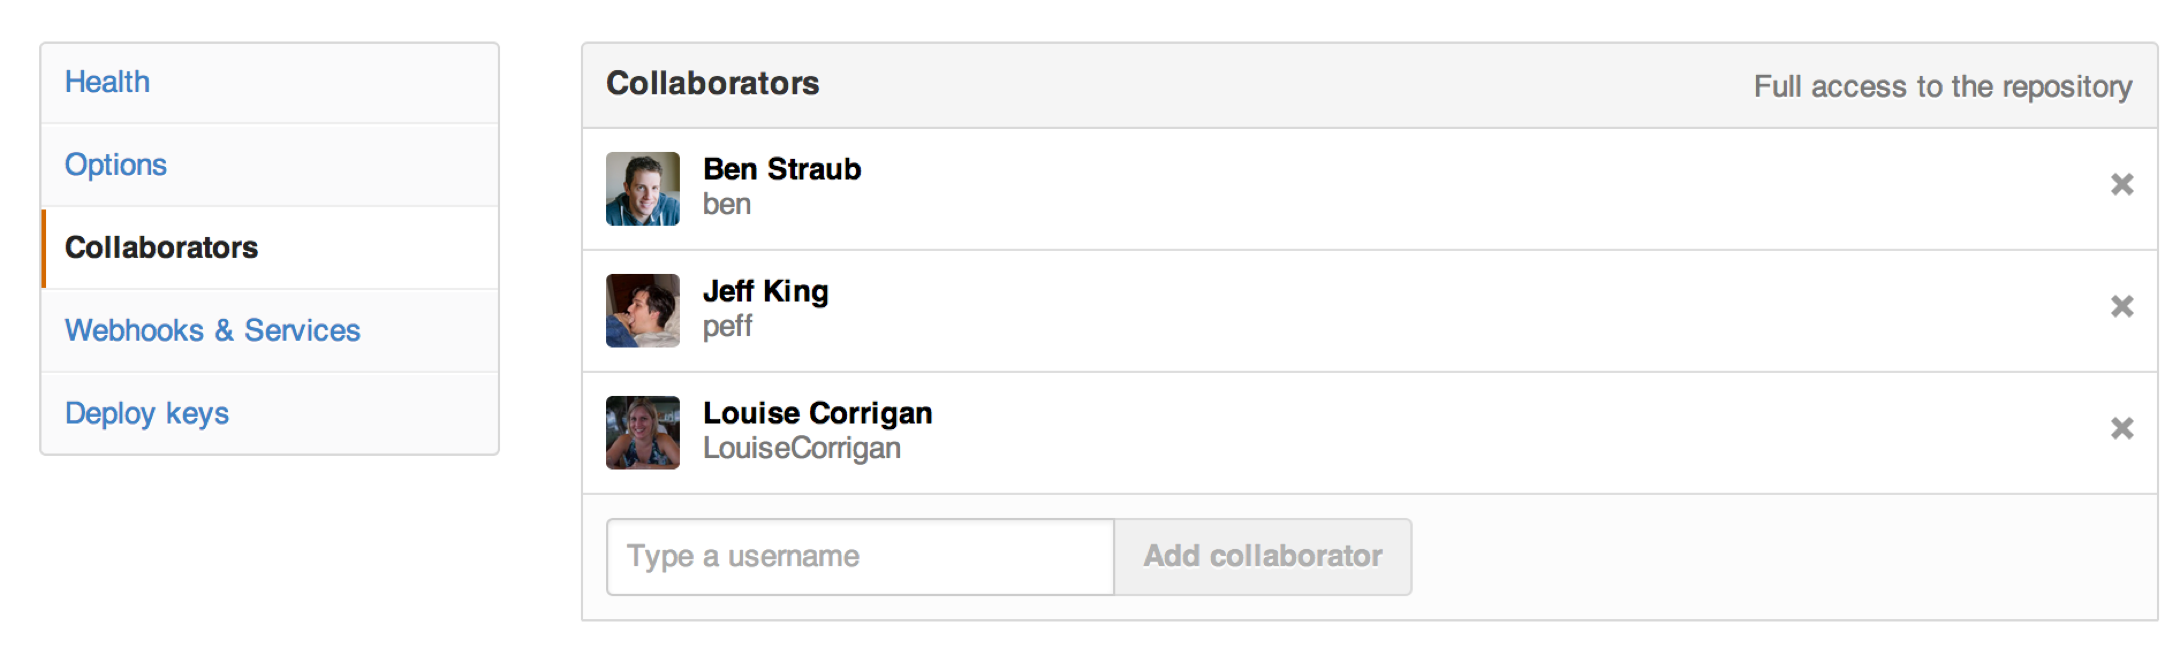 Health
Options
Collaborators
Webhooks & Services
Deploy keys
Collaborators
Full access to the repository
Ben Straub
ben
Jeff King
peff
Louise Corrigan
LouiseCorrigan
Type a username
Add collaborator